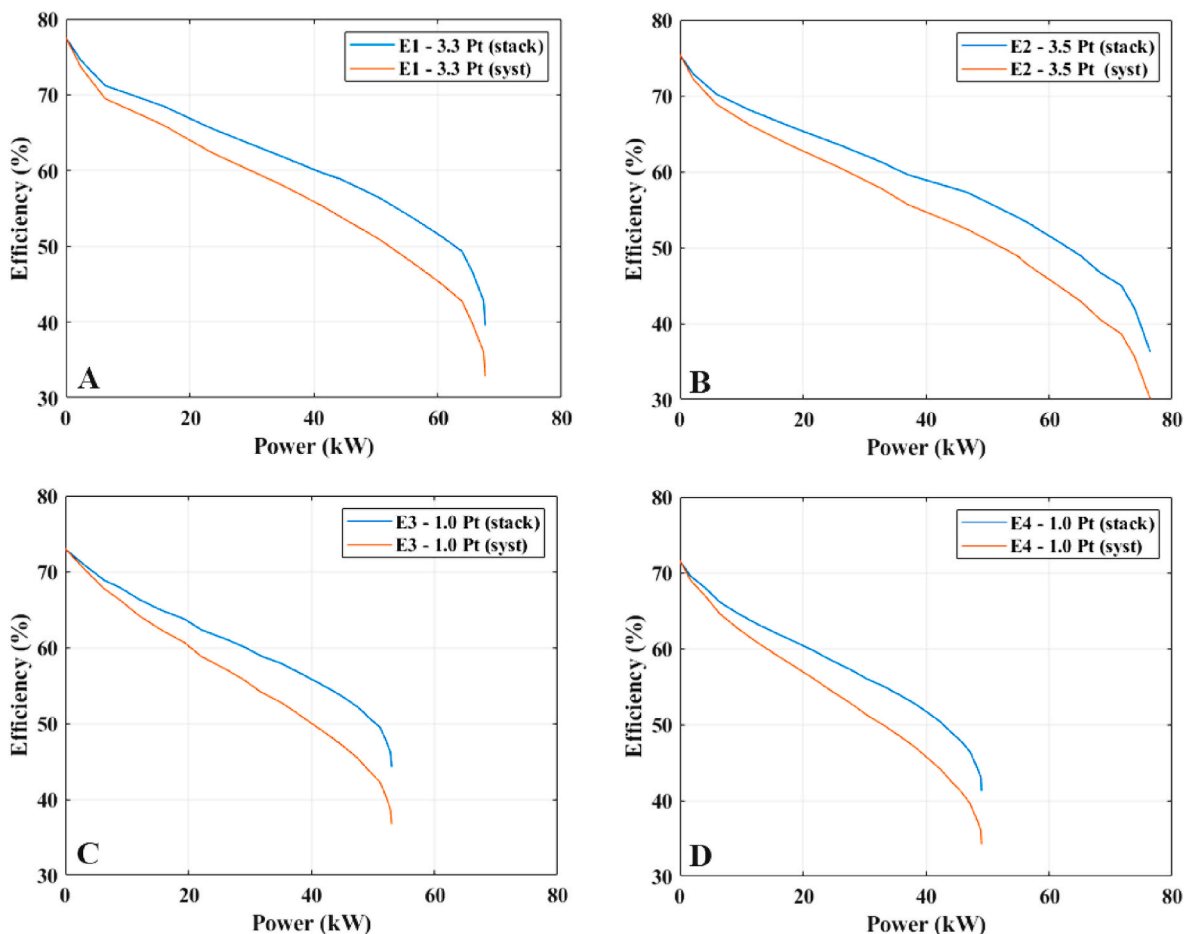 80
70
60
50
40
30
Efficiency (%)
E1 - 3.3 Pt (stack)
E1 - 3.3 Pt (syst)
A
0 20 40 60 80
Power (kW)
80
70
60
50
40
30
Efficiency (%)
E2 - 3.5 Pt (stack)
E2 - 3.5 Pt (syst)
B
0 20 40 60 80
Power (kW)
80
70
60
50
40
30
Efficiency (%)
E3 - 1.0 Pt (stack)
E3 - 1.0 Pt (syst)
C
0 20 40 60 80
Power (kW)
80
70
60
50
40
30
Efficiency (%)
E4 - 1.0 Pt (stack)
E4 - 1.0 Pt (syst)
D
0 20 40 60 80
Power (kW)